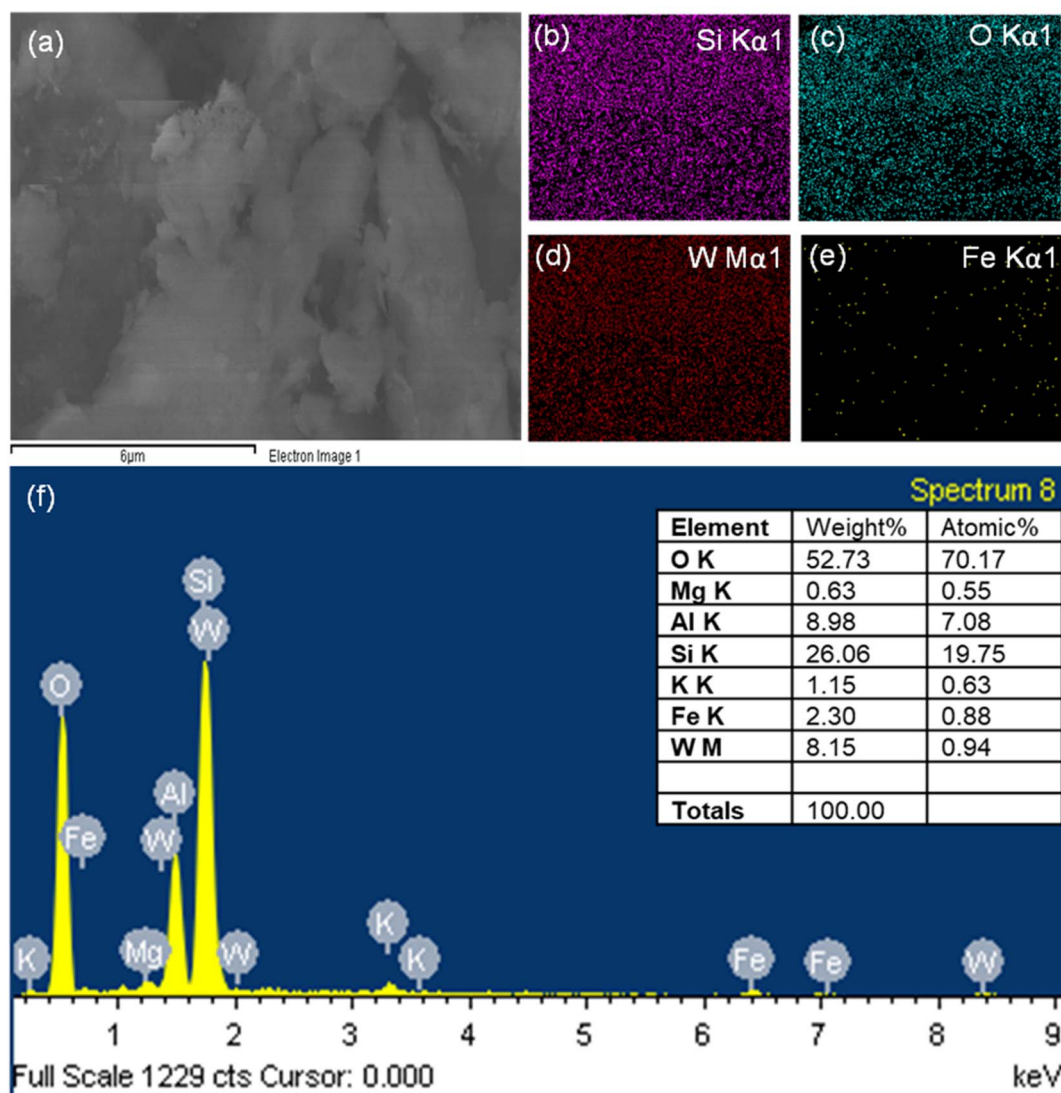 (a)
(b) Si Kα1
(c) O Kα1
(d) W Mα1
(e) Fe Kα1
6µm Electron Image 1
(f)
Spectrum 8
Element Weight% Atomic%
O K 52.73 70.17
Mg K 0.63 0.55
Al K 8.98 7.08
Si K 26.06 19.75
K K 1.15 0.63
Fe K 2.30 0.88
W M 8.15 0.94
Totals 100.00
Si
W
O
Al
Fe W
K
K Mg W K Fe Fe W
1 2 3 4 5 6 7 8 9
Full Scale 1229 cts Cursor: 0.000 keV